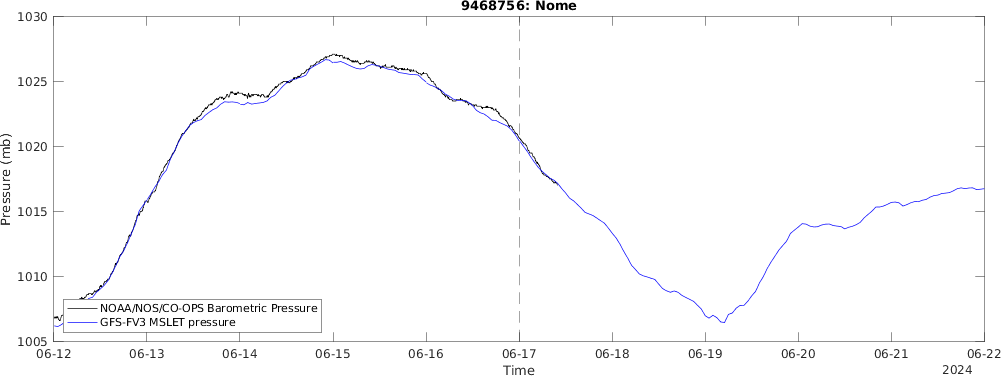 9468756: Nome
1030
1025
1020
1015
1010
1005
Pressure (mb)
NOAA/NOS/CO-OPS Barometric Pressure
GFS-FV3 MSLET pressure
06-12 06-13 06-14 06-15 06-16 06-17 06-18 06-19 06-20 06-21 06-22
Time
2024